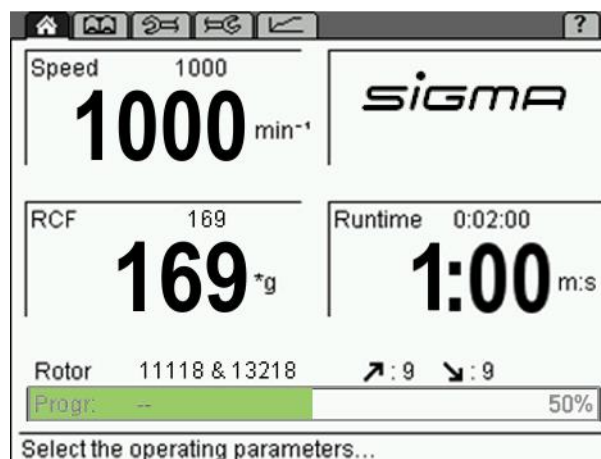 ?
Speed 1000
1000 min⁻¹
sigma
RCF 169
169 *g
Runtime 0:02:00
1:00 m:s
Rotor 11118 & 13218 ↗: 9 ↘: 9
Progr: -- 50%
Select the operating parameters...